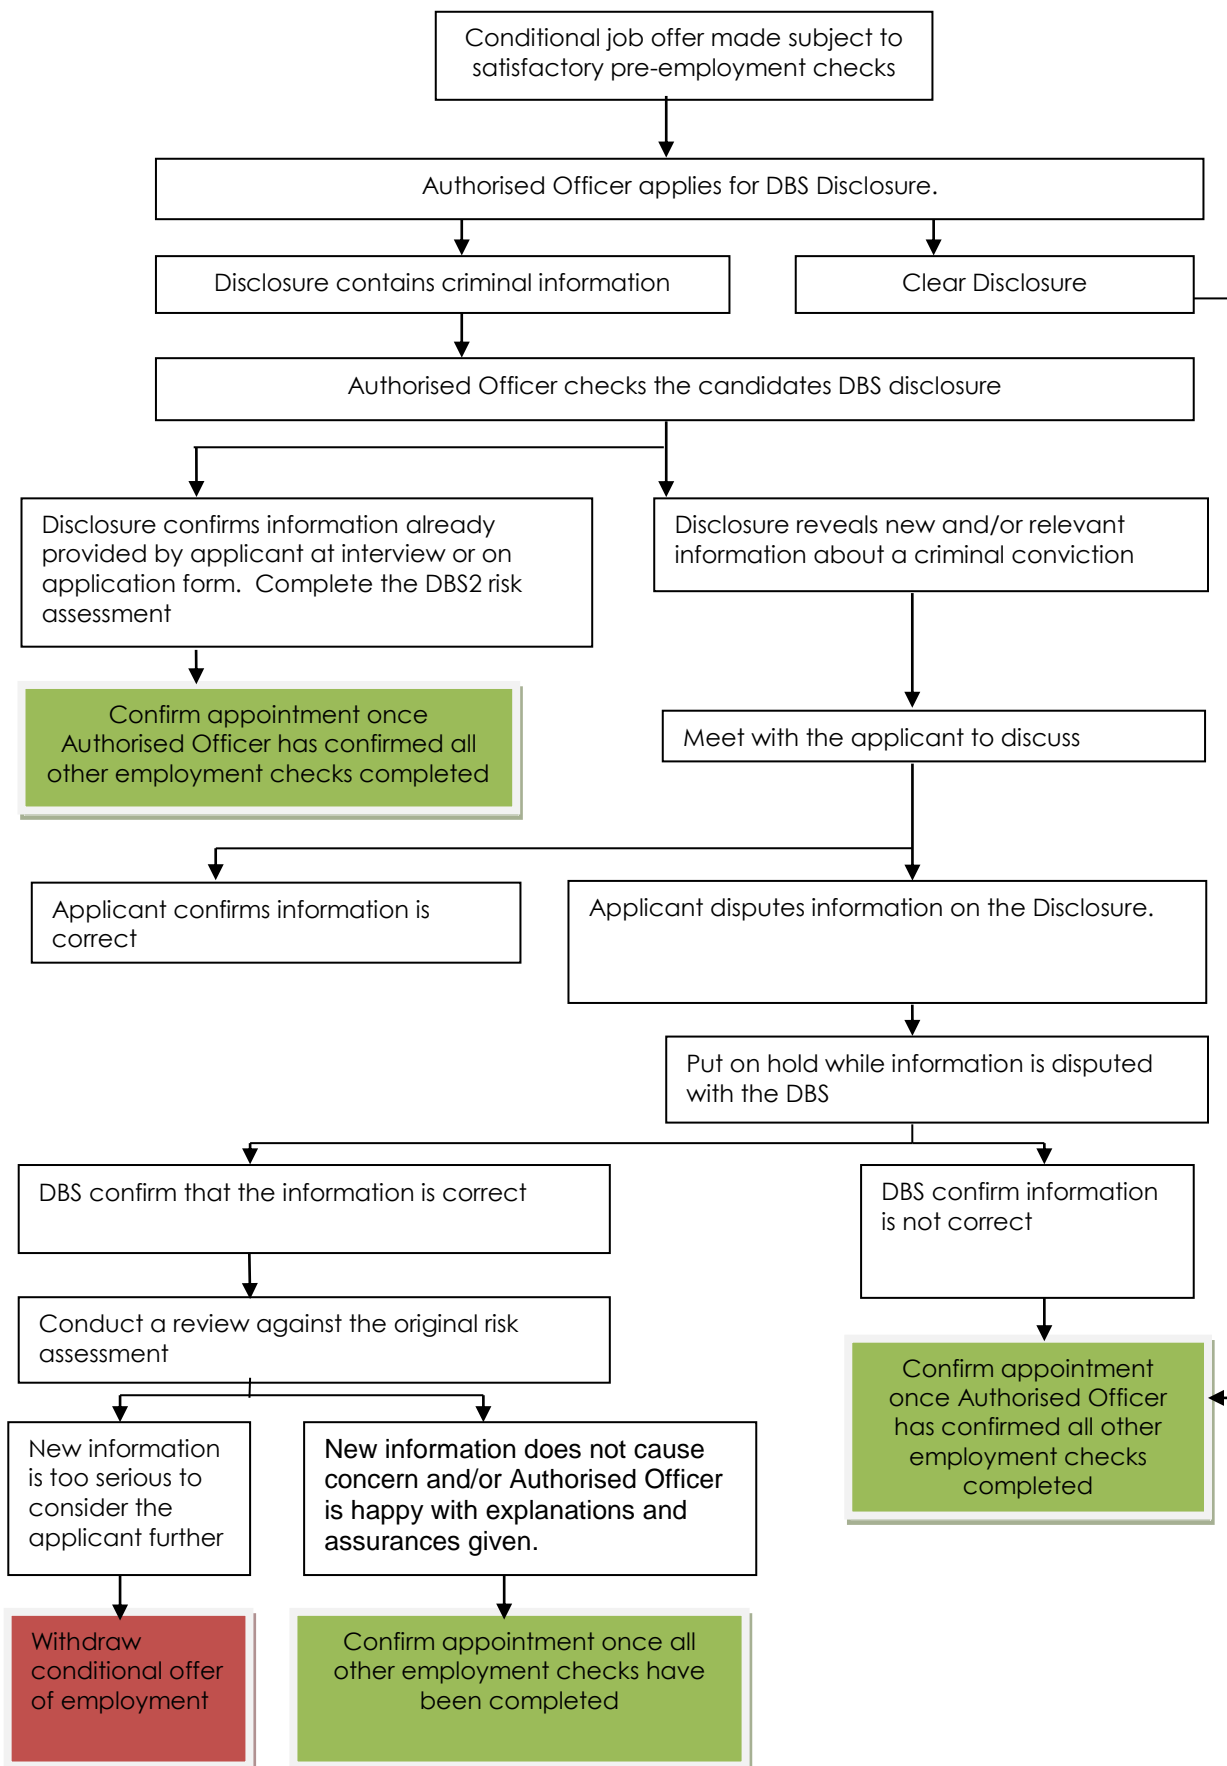 Conditional job offer made subject to
satisfactory pre-employment checks
Authorised Officer applies for DBS Disclosure.
Disclosure contains criminal information
Clear Disclosure
Authorised Officer checks the candidates DBS disclosure
Disclosure confirms information already
provided by applicant at interview or on
application form.  Complete the DBS2 risk
assessment
Disclosure reveals new and/or relevant
information about a criminal conviction
Confirm appointment once
Authorised Officer has confirmed all
other employment checks completed
Meet with the applicant to discuss
Applicant confirms information is
correct
Applicant disputes information on the Disclosure.
Put on hold while information is disputed
with the DBS
DBS confirm that the information is correct
DBS confirm information
is not correct
Conduct a review against the original risk
assessment
Confirm appointment
once Authorised Officer
has confirmed all other
employment checks
completed
New information
is too serious to
consider the
applicant further
New information does not cause
concern and/or Authorised Officer
is happy with explanations and
assurances given.
Withdraw
conditional offer
of employment
Confirm appointment once all
other employment checks have
been completed